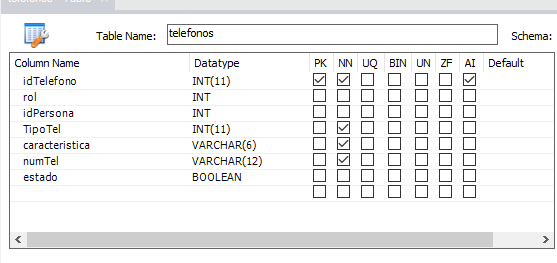 Table Name: telefonos Schema:
Column Name Datatype PK NN UQ BIN UN ZF AI Default
idTelefono INT(11)
rol INT
idPersona INT
TipoTel INT(11)
caracteristica VARCHAR(6)
numTel VARCHAR(12)
estado BOOLEAN